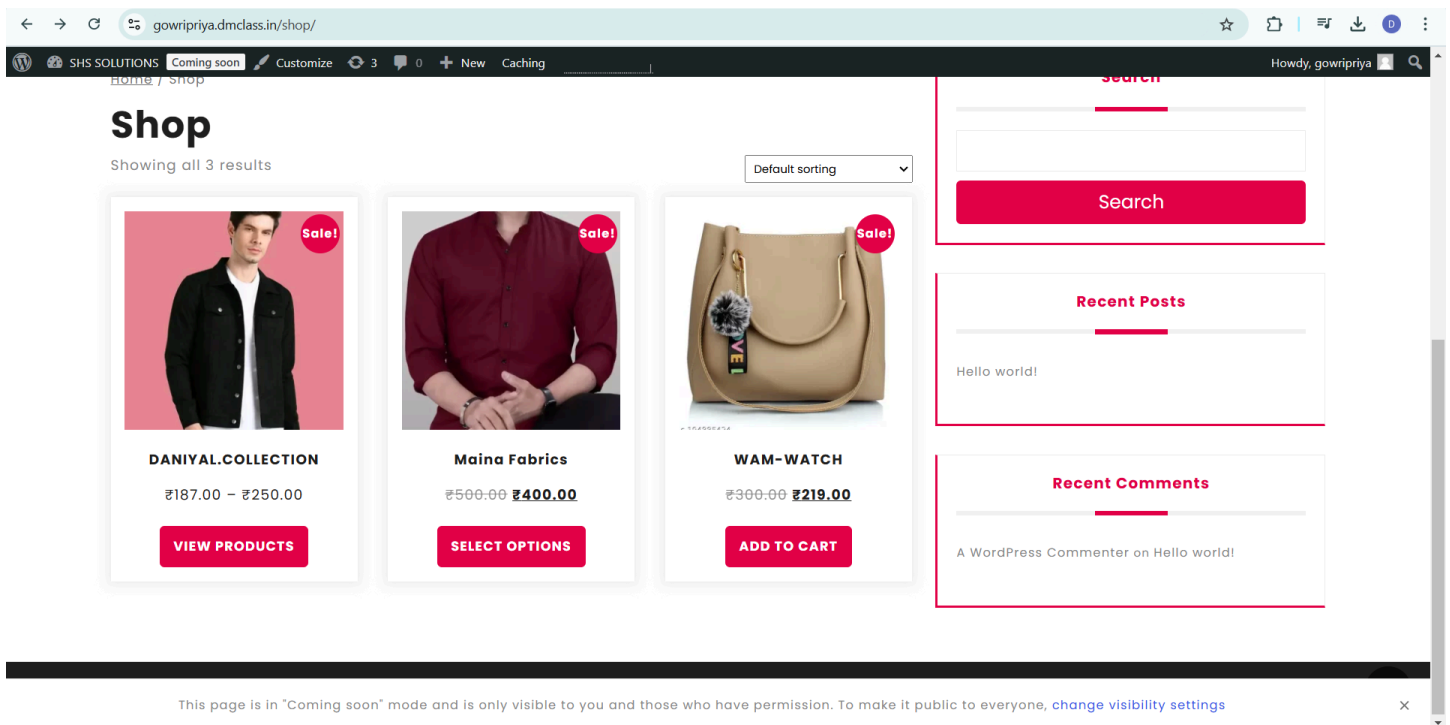 gowripriya.dmclass.in/shop/
D
SHS SOLUTIONS Coming soon Customize 3 0 New Caching Howdy, gowripriya
Home / Shop
Shop
Showing all 3 results
Default sorting
Sale!
DANIYAL.COLLECTION
₹187.00 – ₹250.00
VIEW PRODUCTS
Sale!
Maina Fabrics
₹500.00 ₹400.00
SELECT OPTIONS
Sale!
WAM-WATCH
₹300.00 ₹219.00
ADD TO CART
Search
Search
Recent Posts
Hello world!
Recent Comments
A WordPress Commenter on Hello world!
This page is in "Coming soon" mode and is only visible to you and those who have permission. To make it public to everyone, change visibility settings